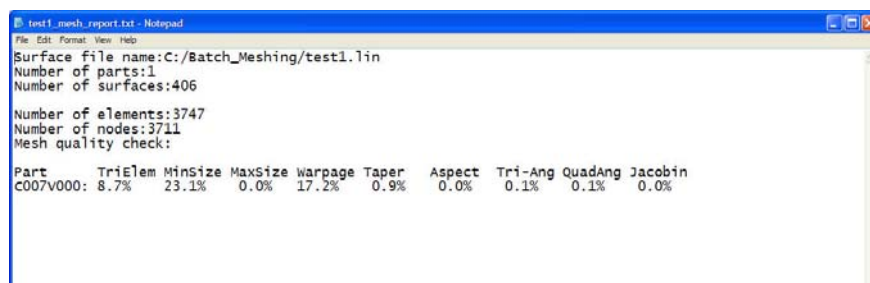 test1_mesh_report.txt - Notepad
File Edit Format View Help
Surface file name:C:/Batch_Meshing/test1.lin
Number of parts:1
Number of surfaces:406
Number of elements:3747
Number of nodes:3711
Mesh quality check:
Part TriElem MinSize MaxSize Warpage Taper Aspect Tri-Ang QuadAng Jacobin
C007V000: 8.7% 23.1% 0.0% 17.2% 0.9% 0.0% 0.1% 0.1% 0.0%